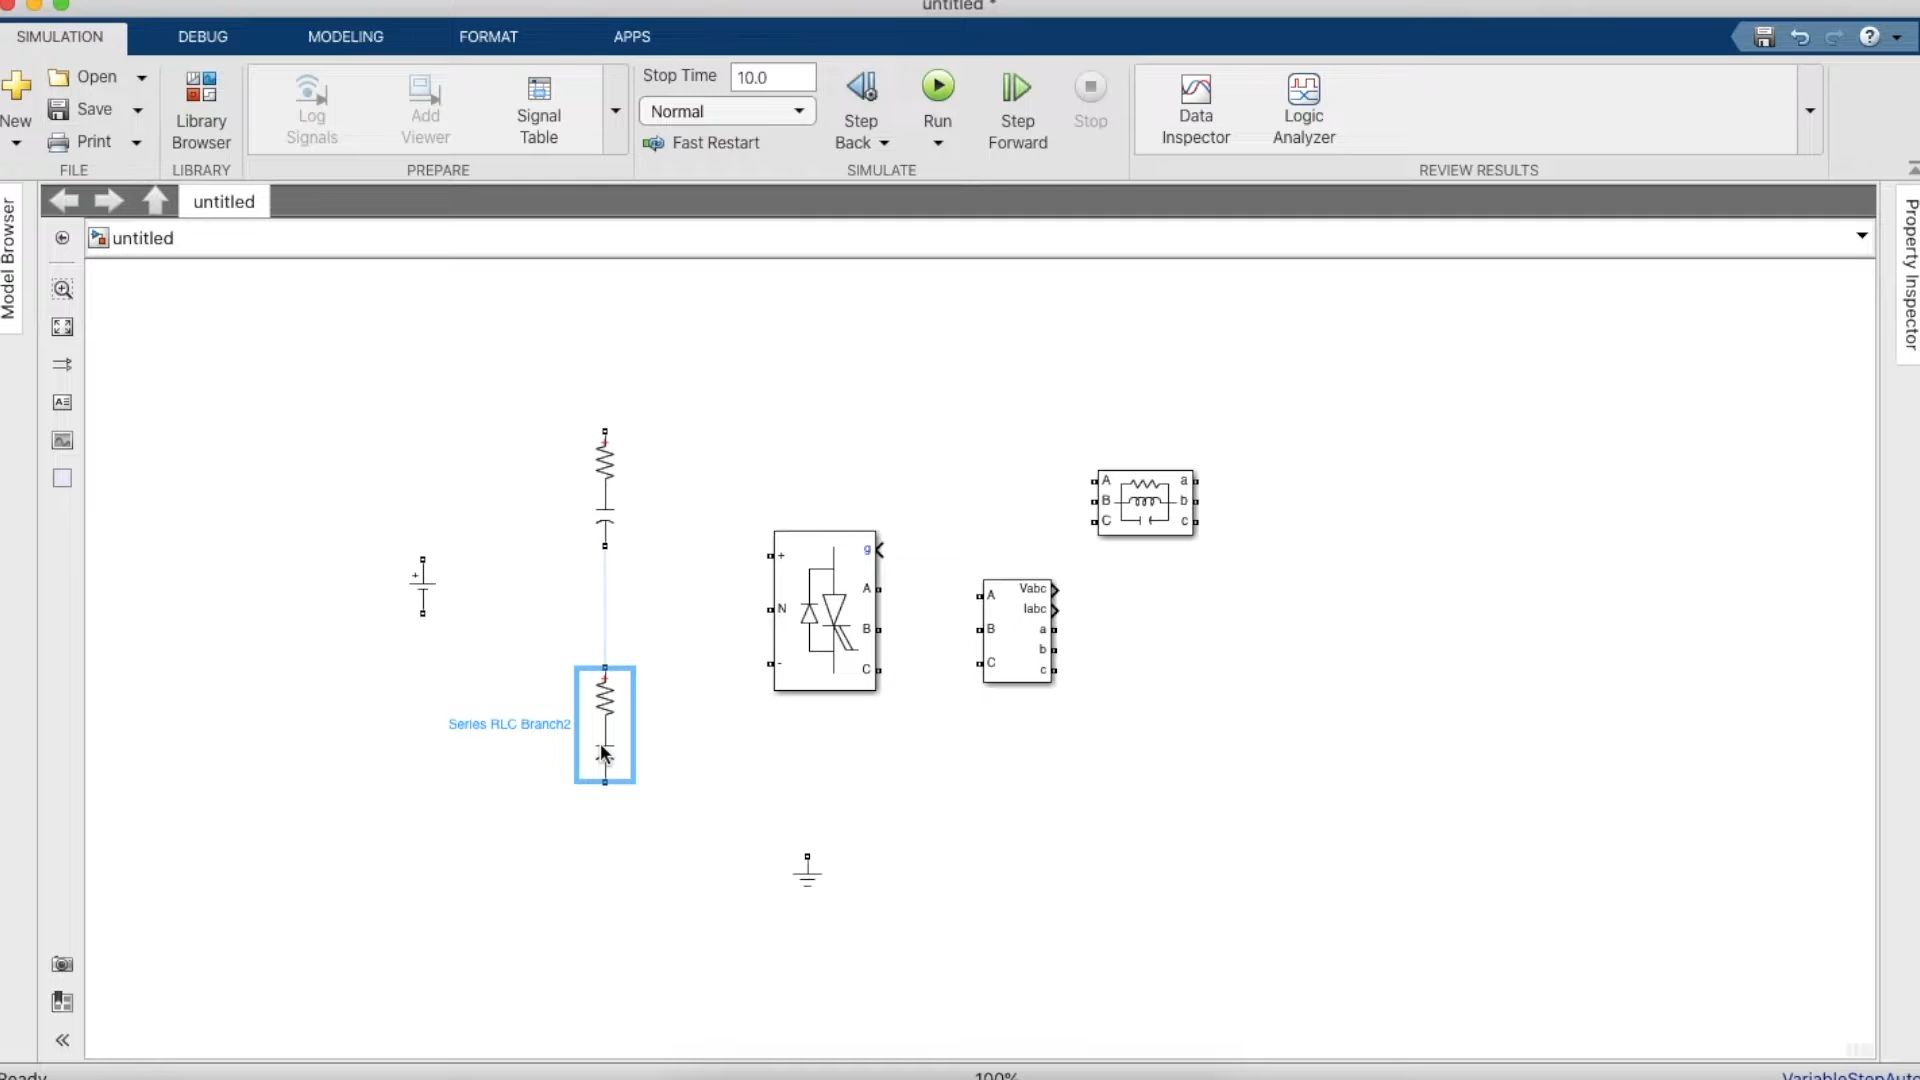 untitled *
SIMULATION DEBUG MODELING FORMAT APPS
New
Open
Save
Print
FILE
Library
Browser
LIBRARY
Log
Signals
Add
Viewer
Signal
Table
PREPARE
Stop Time 10.0
Normal
Fast Restart
Step
Back
Run
Step
Forward
Stop
SIMULATE
Data
Inspector
Logic
Analyzer
REVIEW RESULTS
Model Browser
untitled
untitled
Property Inspector
+
Series RLC Branch2
+
N
-
g
A
B
C
A
B
C
Vabc
Iabc
a
b
c
A
B
C
a
b
c
Ready
100%
VariableStepAuto